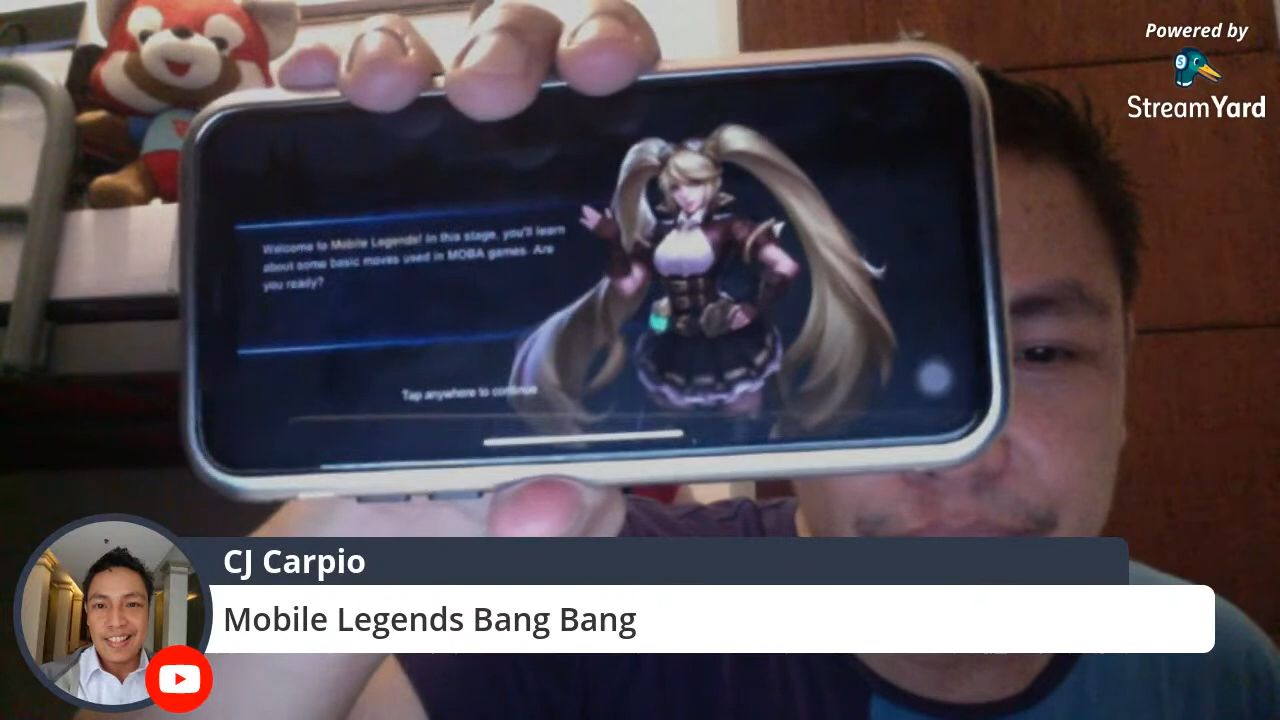 Powered by
StreamYard
Welcome to Mobile Legends! In this stage, you'll learn
about some basic moves used in MOBA games. Are
you ready?
Tap anywhere to continue
CJ Carpio
Mobile Legends Bang Bang